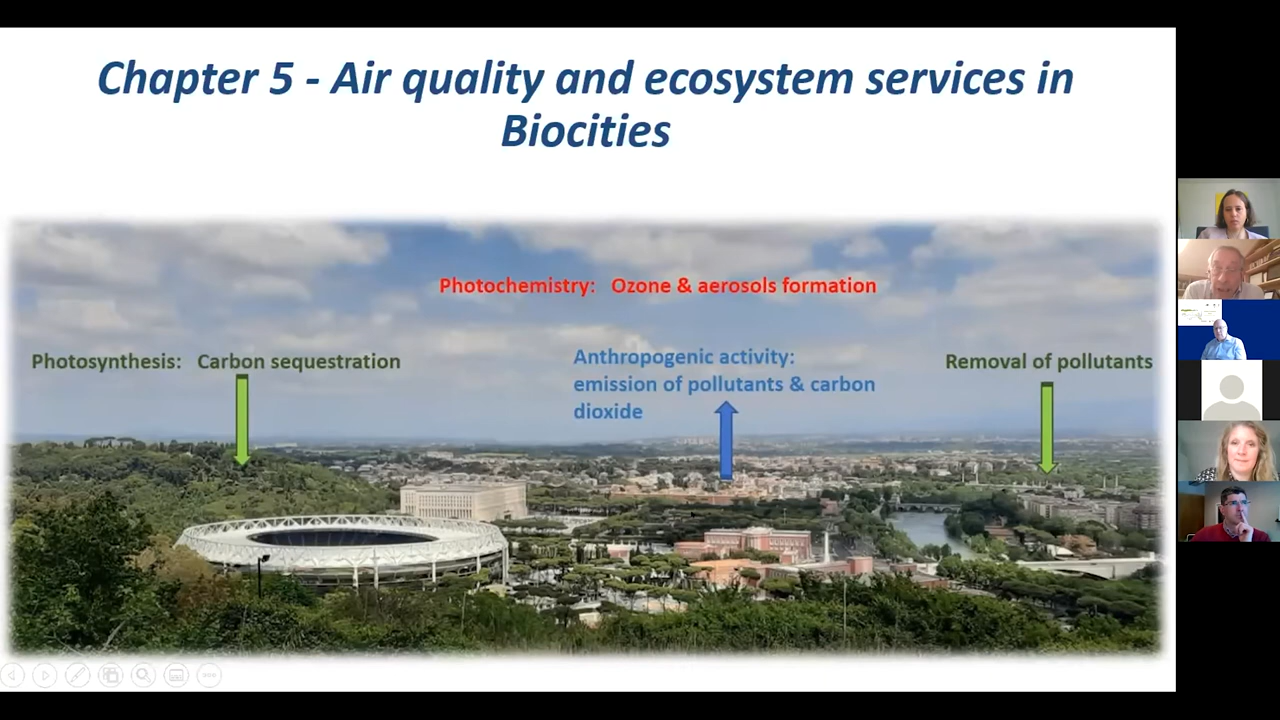 Chapter 5 - Air quality and ecosystem services in
Biocities
Photochemistry: Ozone & aerosols formation
Photosynthesis: Carbon sequestration
Anthropogenic activity:
emission of pollutants & carbon
dioxide
Removal of pollutants